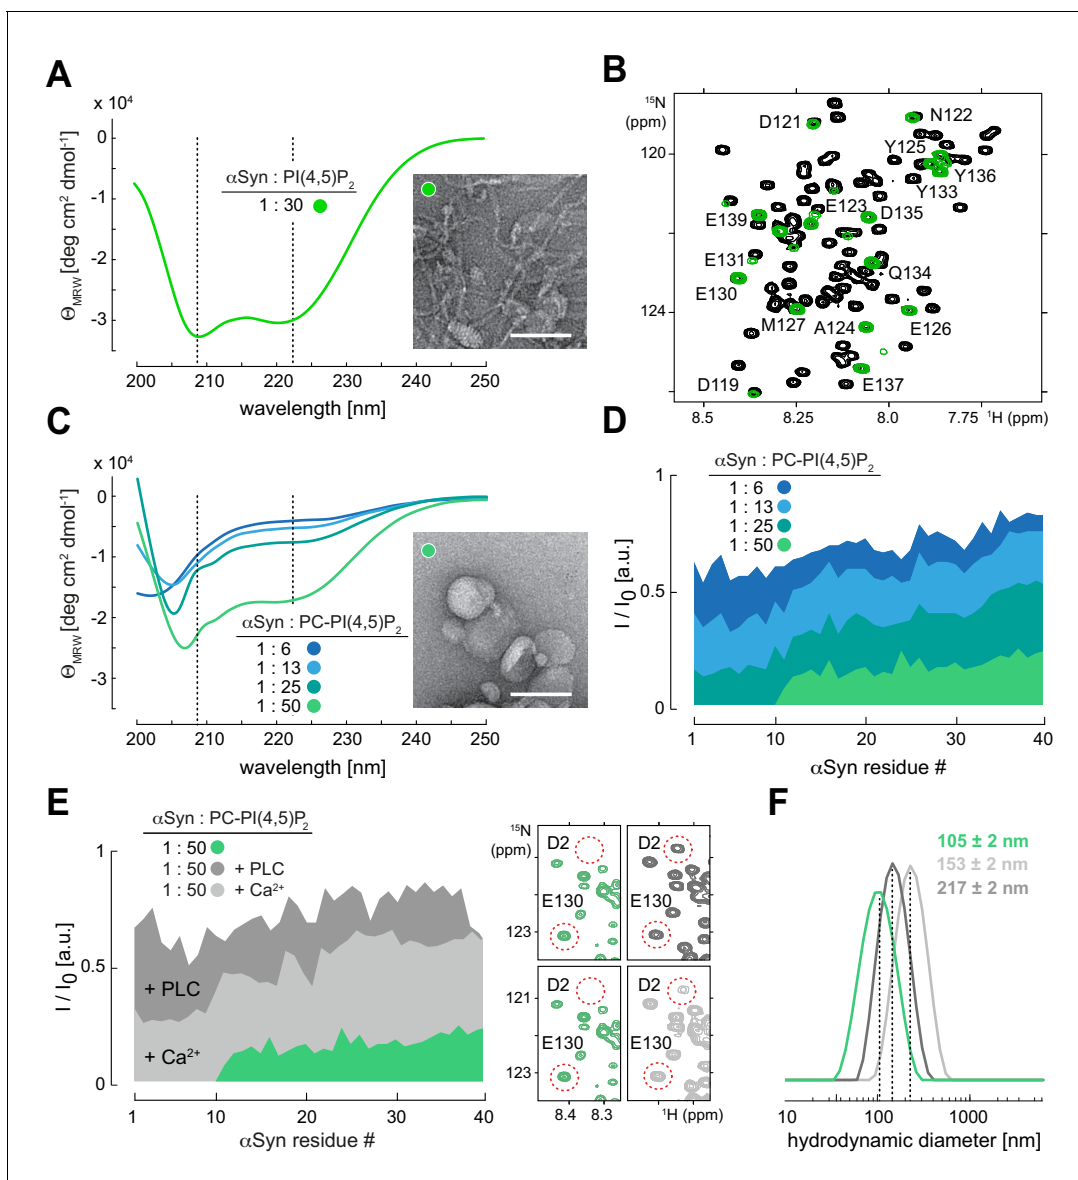 A
x 10⁴
0
-1
-2
-3
Θ_MRW [deg cm² dmol⁻¹]
αSyn : PI(4,5)P₂
1 : 30
200 210 220 230 240 250
wavelength [nm]
B
¹⁵N
(ppm)
120
124
D121
N122
Y125
Y136
Y133
E123
D135
E139
E131
Q134
E130
M127
A124
E126
D119
E137
8.5 8.25 8.0 7.75 ¹H (ppm)
C
x 10⁴
0
-1
-2
-3
Θ_MRW [deg cm² dmol⁻¹]
αSyn : PC-PI(4,5)P₂
1 : 6
1 : 13
1 : 25
1 : 50
200 210 220 230 240 250
wavelength [nm]
D
αSyn : PC-PI(4,5)P₂
1 : 6
1 : 13
1 : 25
1 : 50
1
0.5
0
I / I₀ [a.u.]
1 10 20 30 40
αSyn residue #
E
αSyn : PC-PI(4,5)P₂
1 : 50
1 : 50 + PLC
1 : 50 + Ca²⁺
1
0.5
0
I / I₀ [a.u.]
+ PLC
+ Ca²⁺
1 10 20 30 40
αSyn residue #
¹⁵N
(ppm)
D2 D2
E130 E130
123
121
D2 D2
E130 E130
123
8.4 8.3 ¹H (ppm)
F
105 ± 2 nm
153 ± 2 nm
217 ± 2 nm
10 100 1000
hydrodynamic diameter [nm]